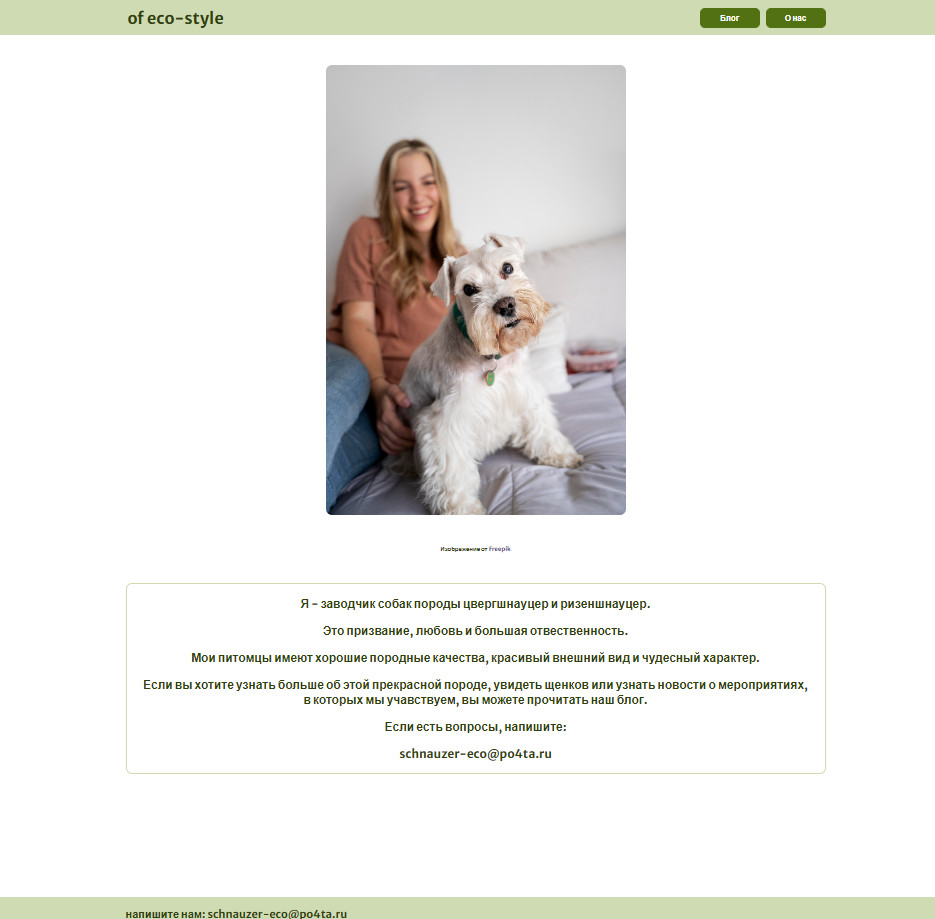 of eco-style
Блог
О нас
Изображение от Freepik
Я - заводчик собак породы цвергшнауцер и ризеншнауцер.
Это призвание, любовь и большая отвественность.
Мои питомцы имеют хорошие породные качества, красивый внешний вид и чудесный характер.
Если вы хотите узнать больше об этой прекрасной породе, увидеть щенков или узнать новости о мероприятиях,
в которых мы учавствуем, вы можете прочитать наш блог.
Если есть вопросы, напишите:
schnauzer-eco@po4ta.ru
напишите нам: schnauzer-eco@po4ta.ru